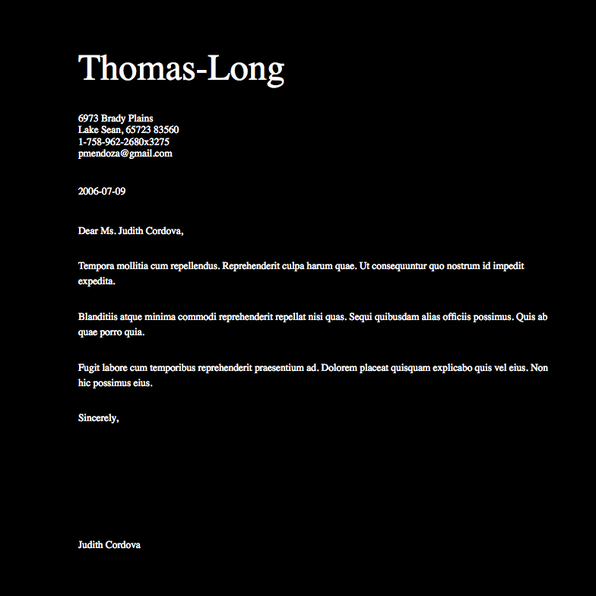 Thomas-Long
6973 Brady Plains
Lake Sean, 65723 83560
1-758-962-2680x3275
pmendoza@gmail.com
2006-07-09
Dear Ms. Judith Cordova,
Tempora mollitia cum repellendus. Reprehenderit culpa harum quae. Ut consequuntur quo nostrum id impedit
expedita.
Blanditiis atque minima commodi reprehenderit repellat nisi quas. Sequi quibusdam alias officiis possimus. Quis ab
quae porro quia.
Fugit labore cum temporibus reprehenderit praesentium ad. Dolorem placeat quisquam explicabo quis vel eius. Non
hic possimus eius.
Sincerely,
Judith Cordova